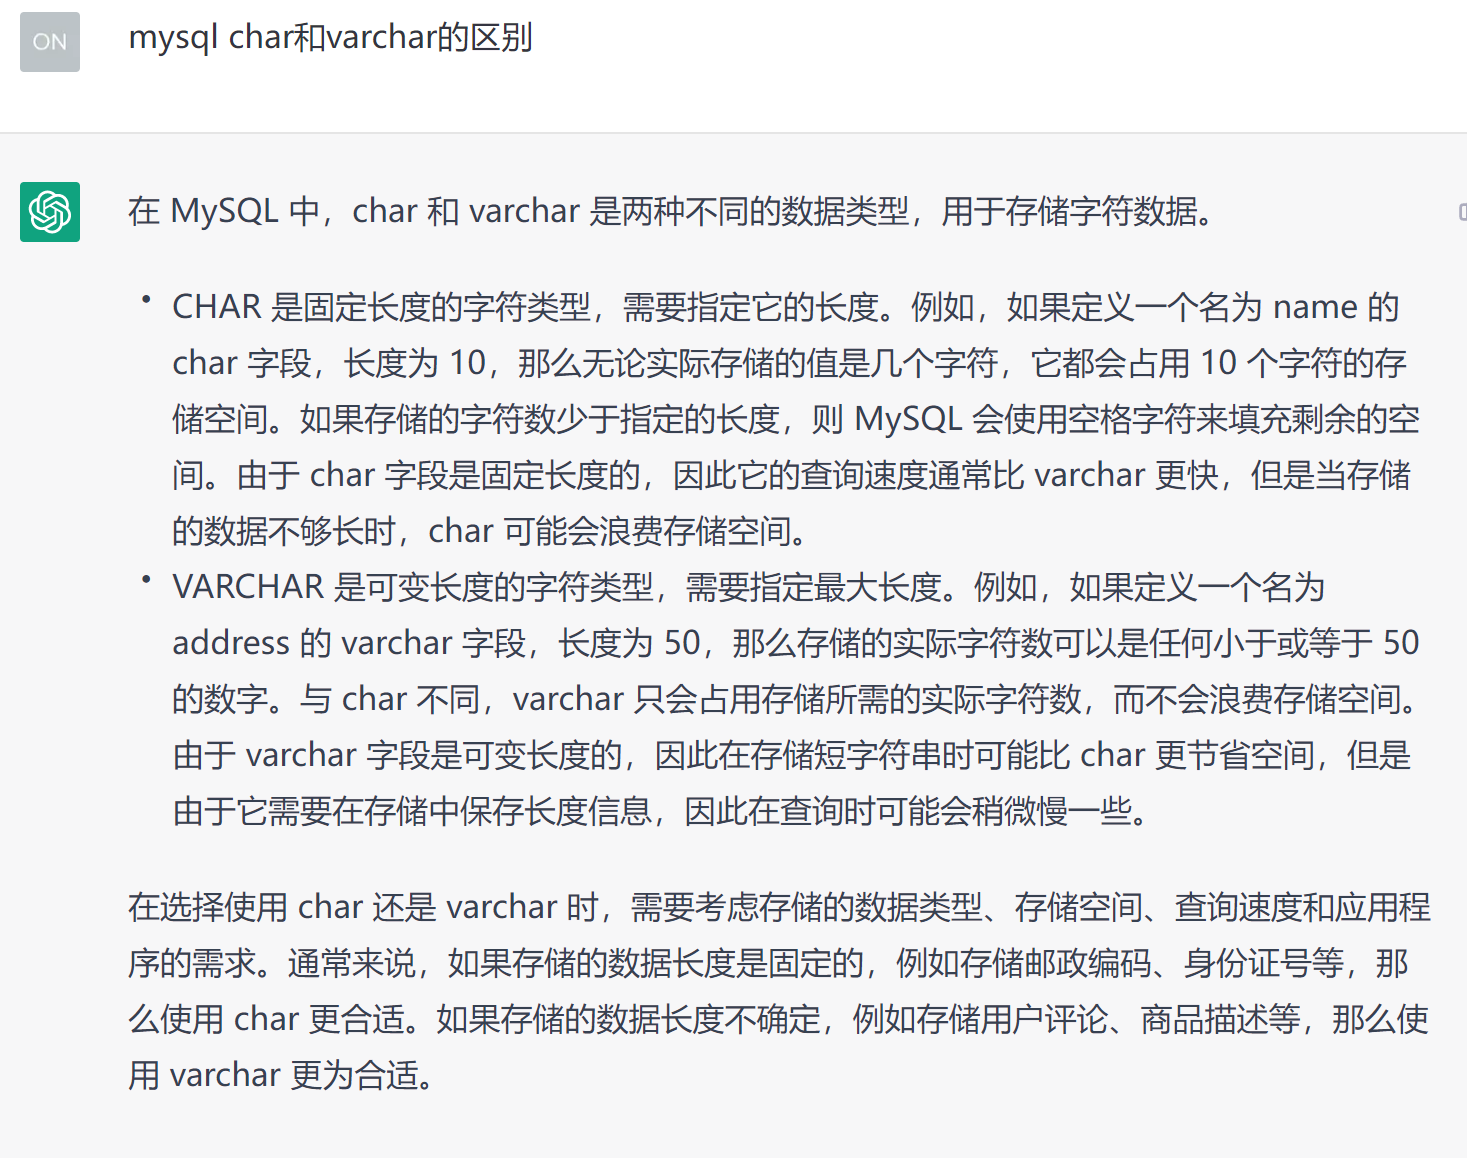 ON
mysql char和varchar的区别
在 MySQL 中，char 和 varchar 是两种不同的数据类型，用于存储字符数据。
• CHAR 是固定长度的字符类型，需要指定它的长度。例如，如果定义一个名为 name 的
char 字段，长度为 10，那么无论实际存储的值是几个字符，它都会占用 10 个字符的存
储空间。如果存储的字符数少于指定的长度，则 MySQL 会使用空格字符来填充剩余的空
间。由于 char 字段是固定长度的，因此它的查询速度通常比 varchar 更快，但是当存储
的数据不够长时，char 可能会浪费存储空间。
• VARCHAR 是可变长度的字符类型，需要指定最大长度。例如，如果定义一个名为
address 的 varchar 字段，长度为 50，那么存储的实际字符数可以是任何小于或等于 50
的数字。与 char 不同，varchar 只会占用存储所需的实际字符数，而不会浪费存储空间。
由于 varchar 字段是可变长度的，因此在存储短字符串时可能比 char 更节省空间，但是
由于它需要在存储中保存长度信息，因此在查询时可能会稍微慢一些。
在选择使用 char 还是 varchar 时，需要考虑存储的数据类型、存储空间、查询速度和应用程
序的需求。通常来说，如果存储的数据长度是固定的，例如存储邮政编码、身份证号等，那
么使用 char 更合适。如果存储的数据长度不确定，例如存储用户评论、商品描述等，那么使
用 varchar 更为合适。